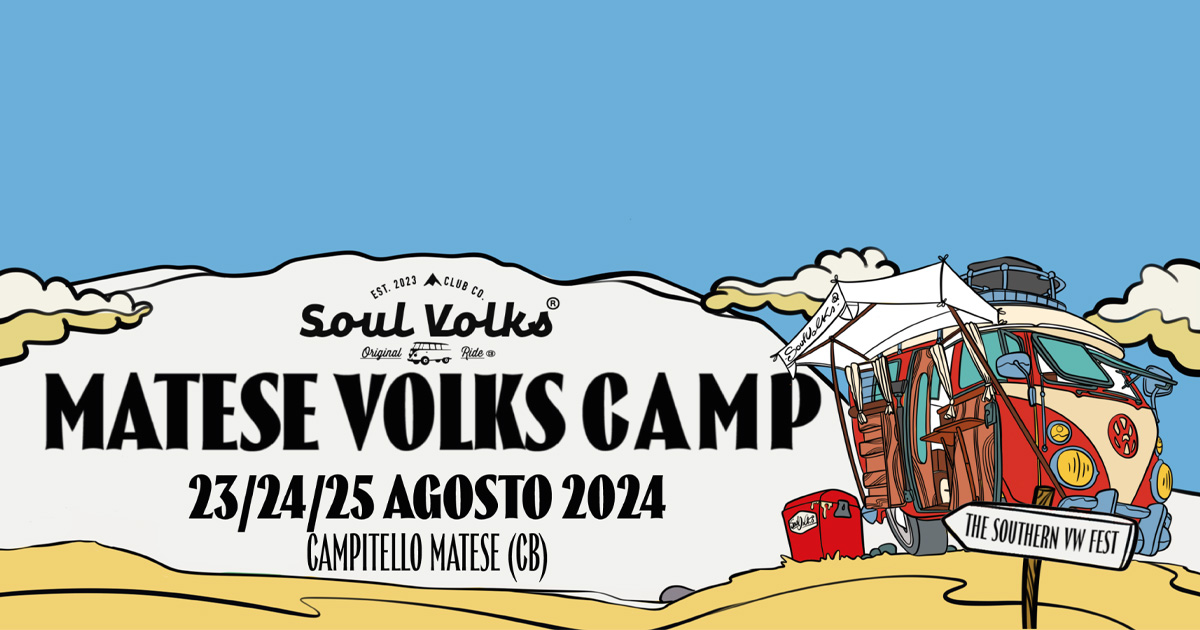 EST. 2023 CLUB CO.
Soul Volks®
Original Ride
MATESE VOLKS CAMP
23/24/25 AGOSTO 2024
CAMPITELLO MATESE (CB)
SoulVolks
THE SOUTHERN VW FEST